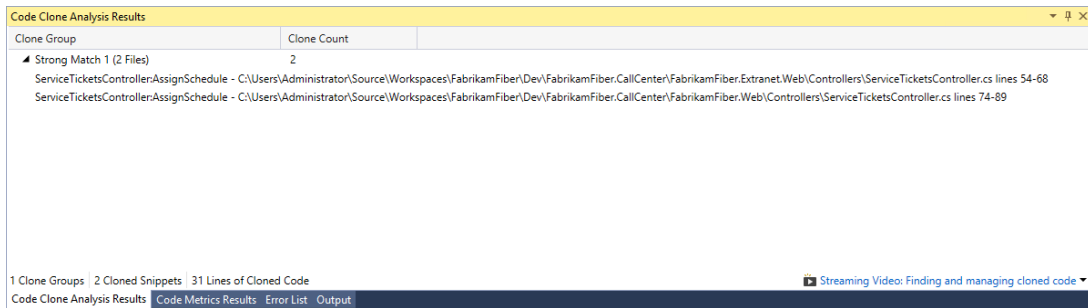 Code Clone Analysis Results
Clone Group Clone Count
Strong Match 1 (2 Files) 2
ServiceTicketsController:AssignSchedule - C:\Users\Administrator\Source\Workspaces\FabrikamFiber\Dev\FabrikamFiber.CallCenter\FabrikamFiber.Extranet.Web\Controllers\ServiceTicketsController.cs lines 54-68
ServiceTicketsController:AssignSchedule - C:\Users\Administrator\Source\Workspaces\FabrikamFiber\Dev\FabrikamFiber.CallCenter\FabrikamFiber.Web\Controllers\ServiceTicketsController.cs lines 74-89
1 Clone Groups 2 Cloned Snippets 31 Lines of Cloned Code Streaming Video: Finding and managing cloned code
Code Clone Analysis Results Code Metrics Results Error List Output